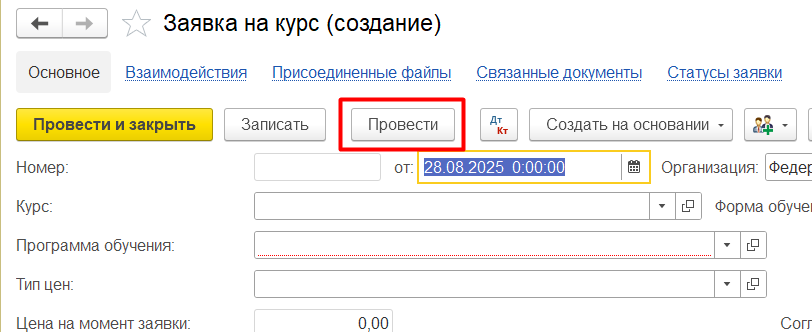 Заявка на курс (создание)
Основное Взаимодействия Присоединенные файлы Связанные документы Статусы заявки
Провести и закрыть Записать Провести Дт Кт Создать на основании
Номер: от: 28.08.2025 0:00:00 Организация: Федер
Курс: Форма обучен
Программа обучения:
Тип цен:
Цена на момент заявки: 0,00 Согл